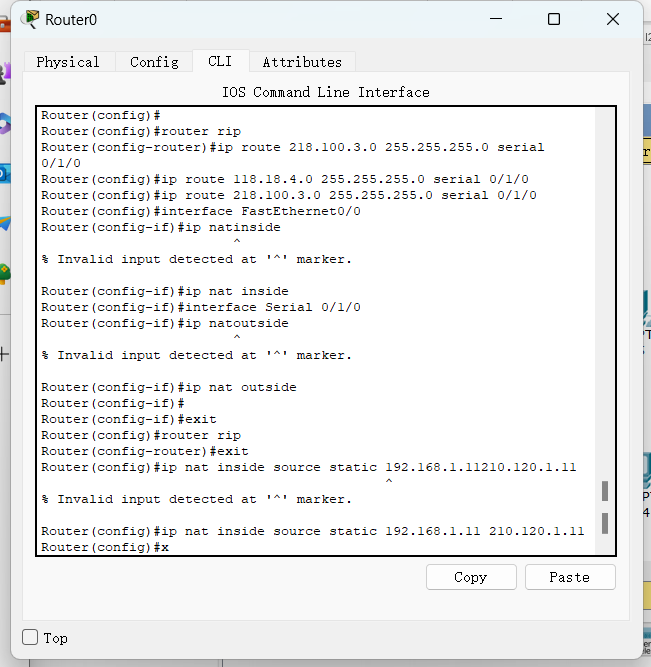 Router0
Physical Config CLI Attributes
IOS Command Line Interface
Router(config)#
Router(config)#router rip
Router(config-router)#ip route 218.100.3.0 255.255.255.0 serial
0/1/0
Router(config)#ip route 118.18.4.0 255.255.255.0 serial 0/1/0
Router(config)#ip route 218.100.3.0 255.255.255.0 serial 0/1/0
Router(config)#interface FastEthernet0/0
Router(config-if)#ip natinside
^
% Invalid input detected at '^' marker.
Router(config-if)#ip nat inside
Router(config-if)#interface Serial 0/1/0
Router(config-if)#ip natoutside
^
% Invalid input detected at '^' marker.
Router(config-if)#ip nat outside
Router(config-if)#
Router(config-if)#exit
Router(config)#router rip
Router(config-router)#exit
Router(config)#ip nat inside source static 192.168.1.11210.120.1.11
^
% Invalid input detected at '^' marker.
Router(config)#ip nat inside source static 192.168.1.11 210.120.1.11
Router(config)#x
Copy Paste
Top